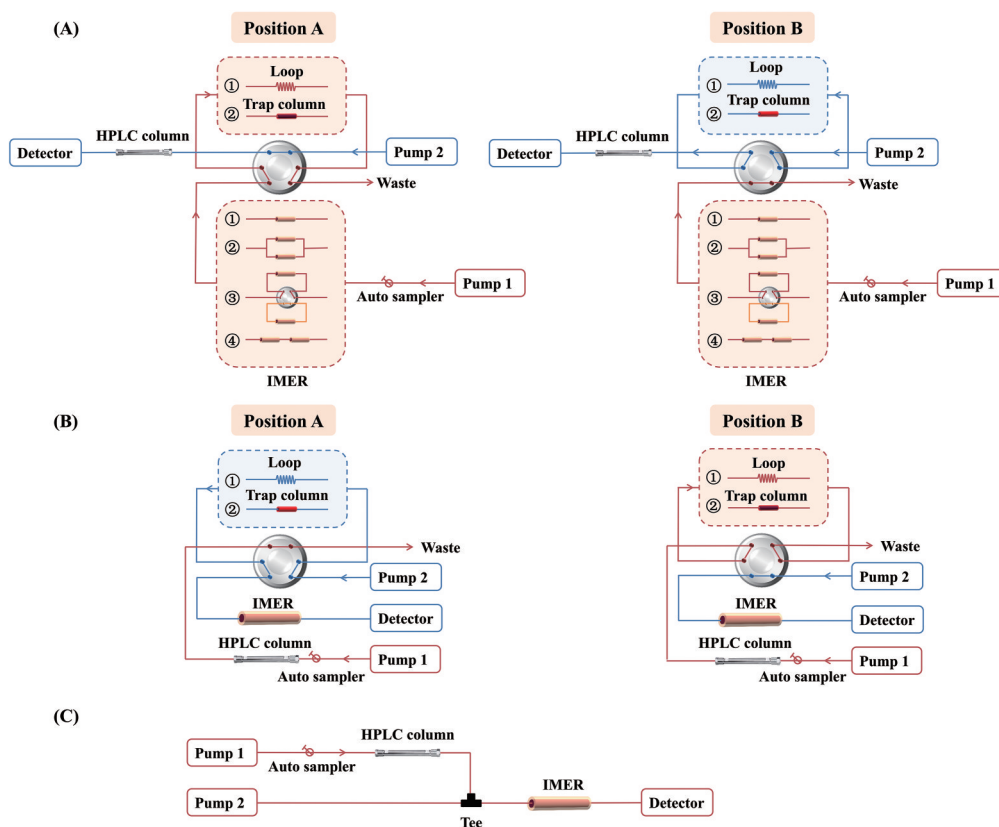 (A)
Position A
Position B
Loop
①
Trap column
②
HPLC column
Detector
Pump 2
Waste
①
②
③
④
Auto sampler
Pump 1
IMER
Loop
①
Trap column
②
HPLC column
Detector
Pump 2
Waste
①
②
③
④
Auto sampler
Pump 1
IMER
(B)
Position A
Position B
Loop
①
Trap column
②
Waste
Pump 2
IMER
Detector
HPLC column
Pump 1
Auto sampler
Loop
①
Trap column
②
Waste
Pump 2
IMER
Detector
HPLC column
Pump 1
Auto sampler
(C)
HPLC column
Pump 1
Auto sampler
IMER
Pump 2
Detector
Tee